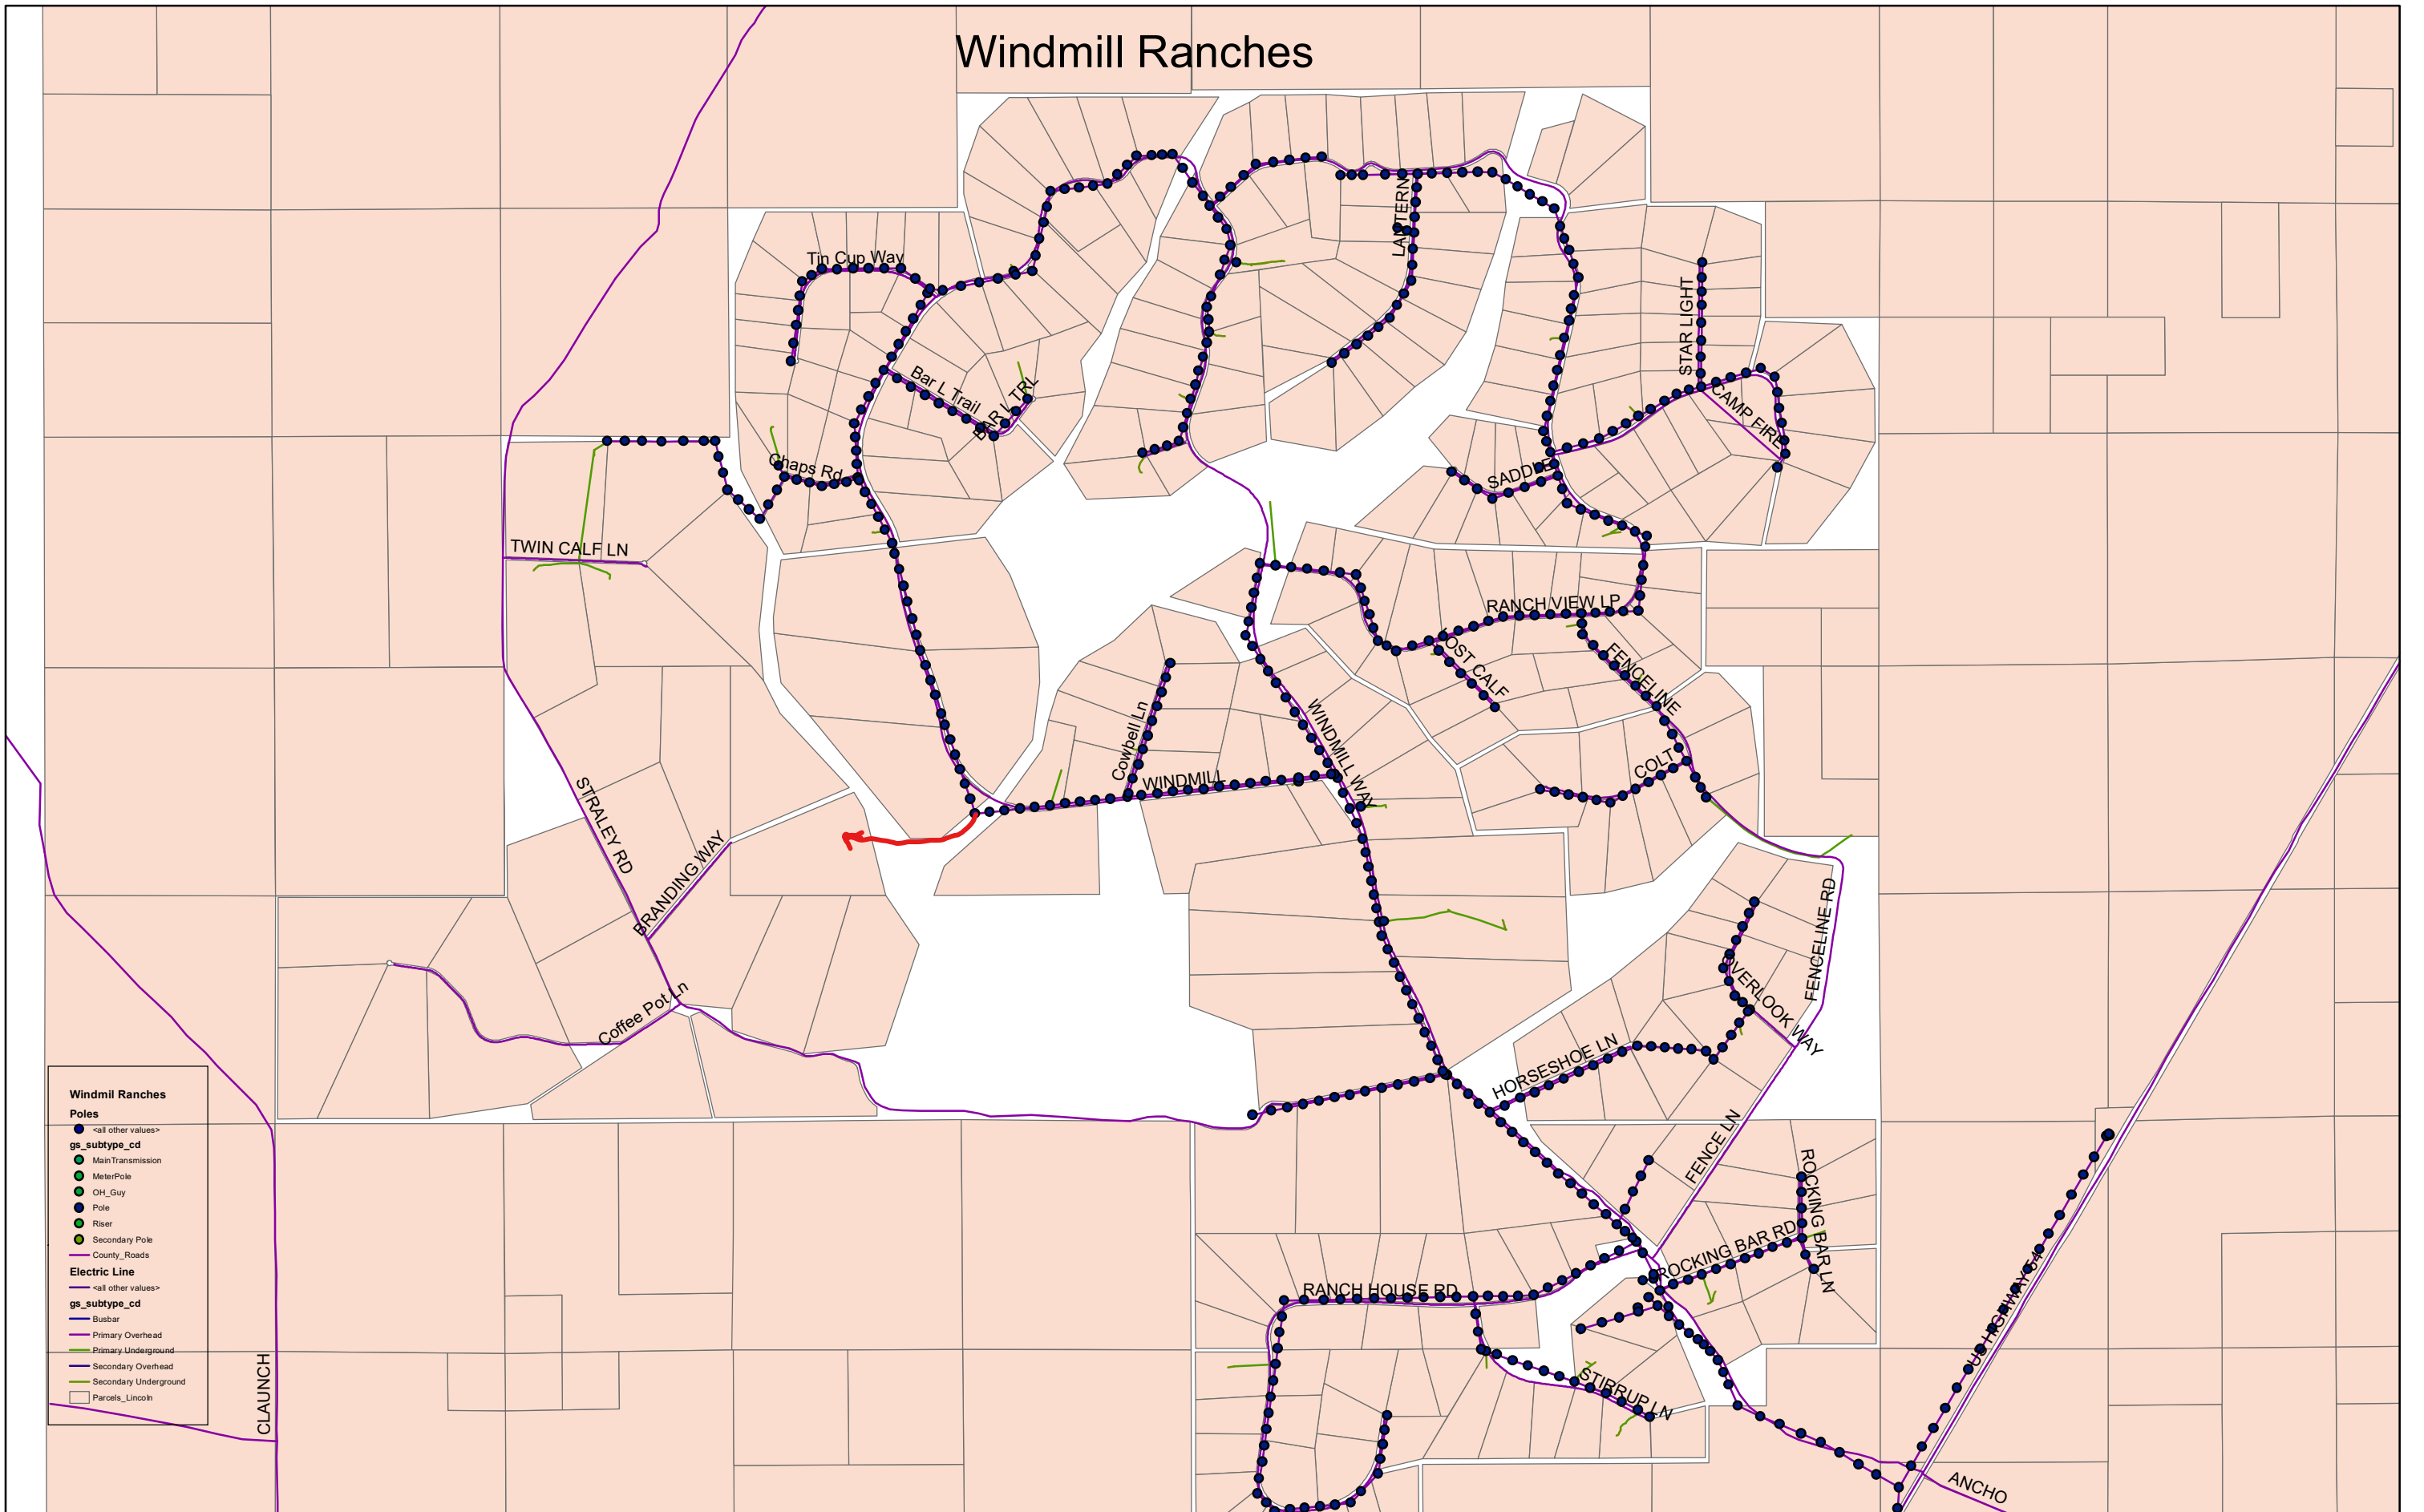 Windmill Ranches
LANTERN
Tin Cup Way
STAR LIGHT
Bar L Trail
BAR L TRL
CAMP FIRE
Chaps Rd
SADDLE
TWIN CALF LN
RANCH VIEW LP
LOST CALF
FENCELINE
WINDMILL WAY
Cowbell Ln
COLT
WINDMILL
STRALEY RD
BRANDING WAY
FENCELINE RD
OVERLOOK WAY
Coffee Pot Ln
HORSESHOE LN
FENCE LN
ROCKING BAR LN
ROCKING BAR RD
RANCH HOUSE RD
US HIGHWAY 54
STIRRUP LN
CLAUNCH
ANCHO
Windmil Ranches
Poles
<all other values>
gs_subtype_cd
MainTransmission
MeterPole
OH_Guy
Pole
Riser
Secondary Pole
County_Roads
Electric Line
<all other values>
gs_subtype_cd
Busbar
Primary Overhead
Primary Underground
Secondary Overhead
Secondary Underground
Parcels_Lincoln